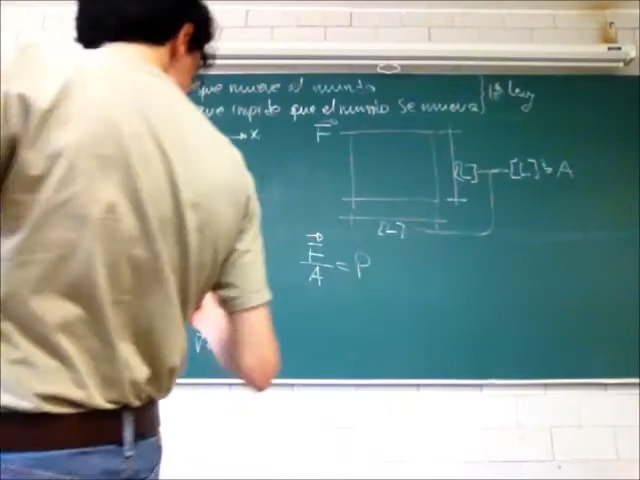 que mueve al mundo
que impide que el mundo se mueva } 1ª ley
→ x
F
[L] [L]² A
[L]
F/A = P